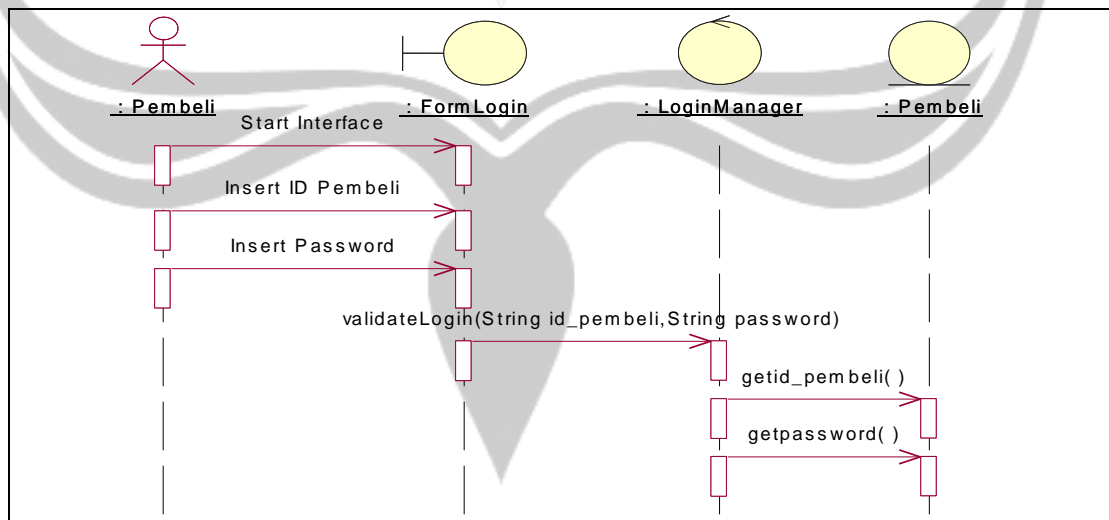 : Pembeli
: FormLogin
: LoginManager
: Pembeli
Start Interface
Insert ID Pembeli
Insert Password
validateLogin(String id_pembeli,String password)
getid_pembeli( )
getpassword( )